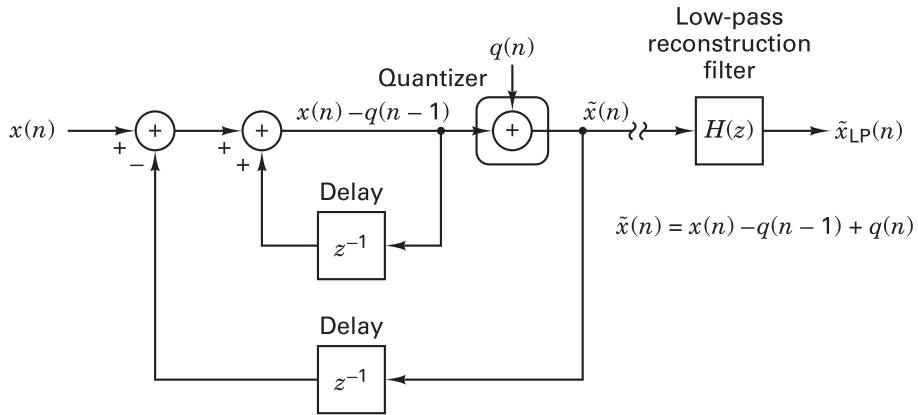 Low-pass
reconstruction
filter
q(n)
Quantizer
x(n) + + + + x(n) –q(n – 1) + x̃(n) H(z) x̃LP(n)
–
+
Delay
z⁻¹
x̃(n) = x(n) –q(n – 1) + q(n)
Delay
z⁻¹